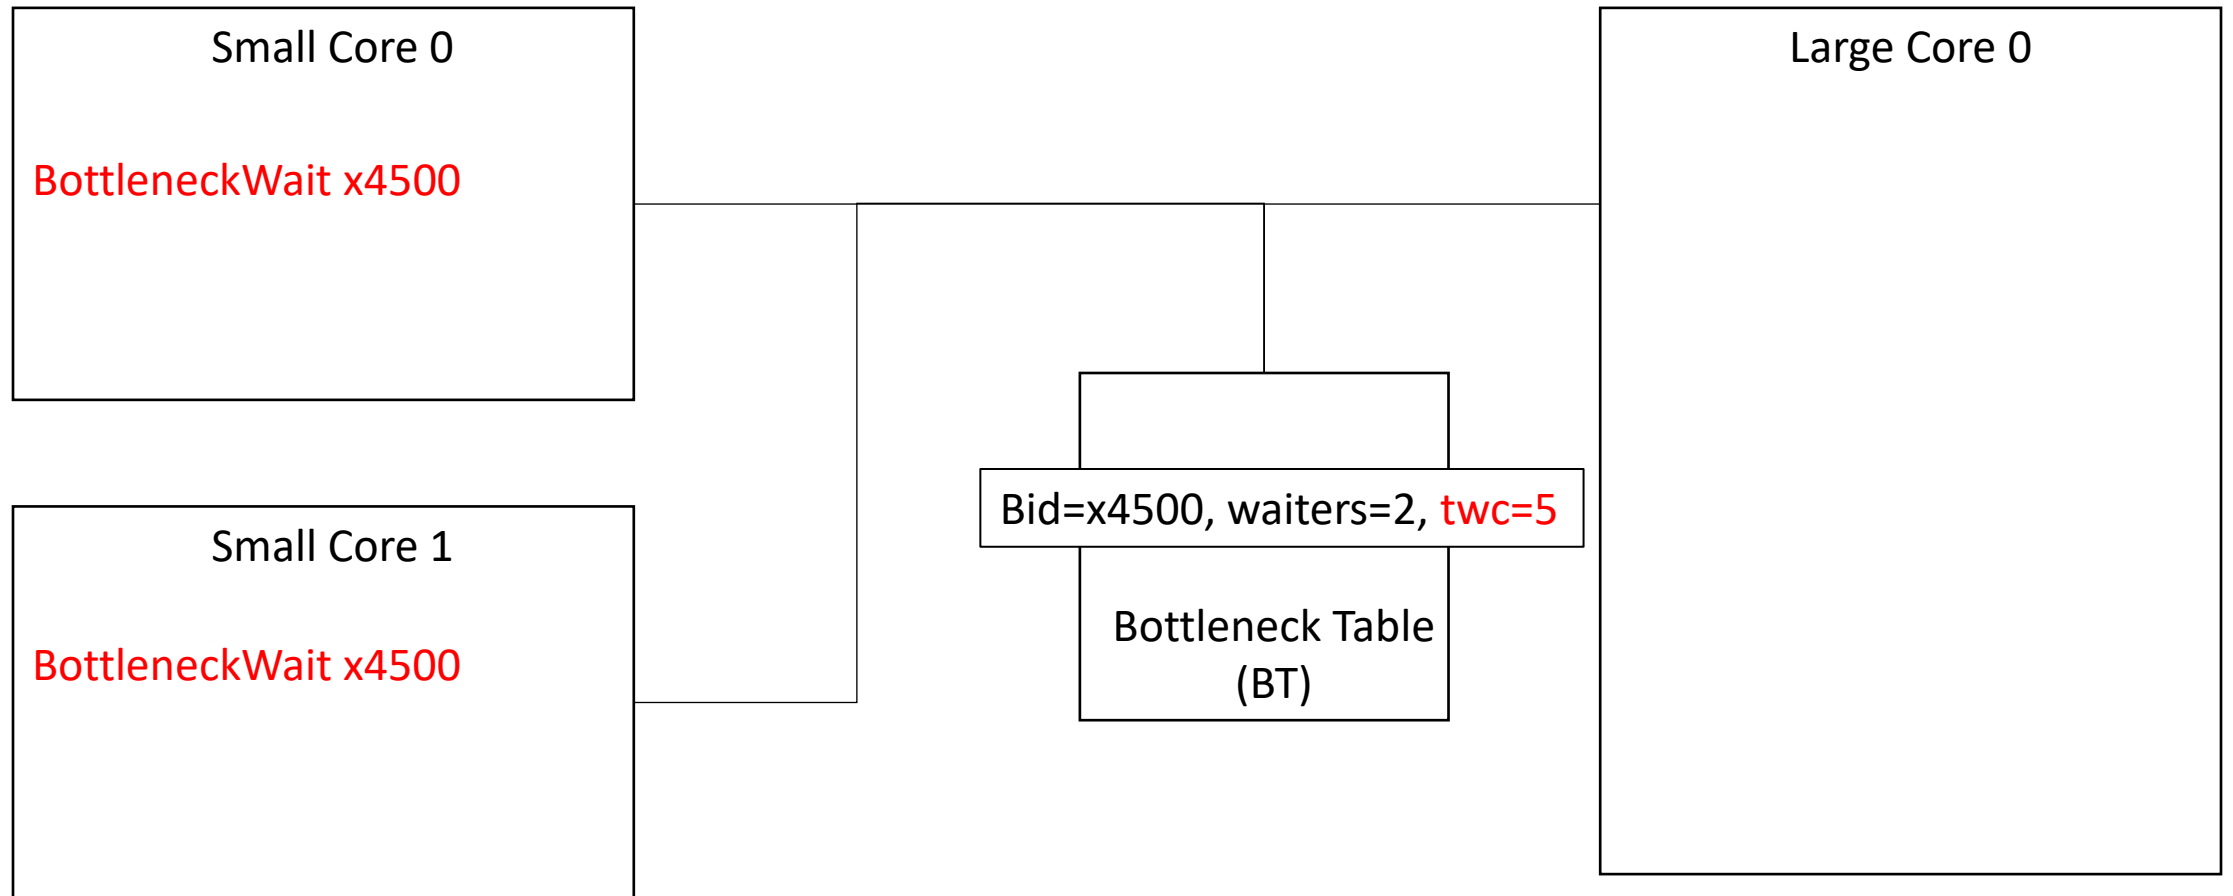 Small Core 0
BottleneckWait x4500
Small Core 1
BottleneckWait x4500
Bid=x4500, waiters=2, twc=5
Bottleneck Table
(BT)
Large Core 0